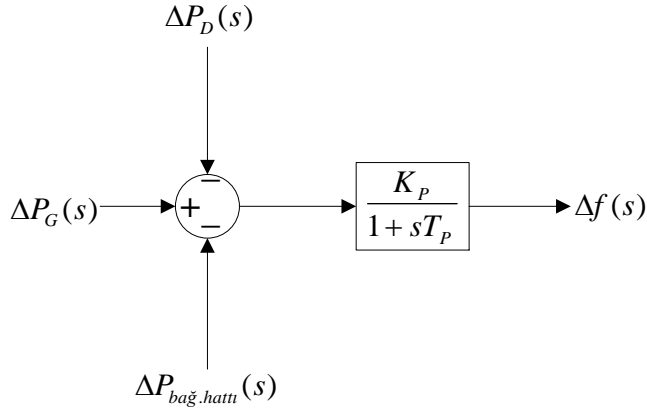 ΔP_D(s)
ΔP_G(s)
+
−
−
K_P
1 + sT_P
Δf(s)
ΔP_bağ.hattı(s)